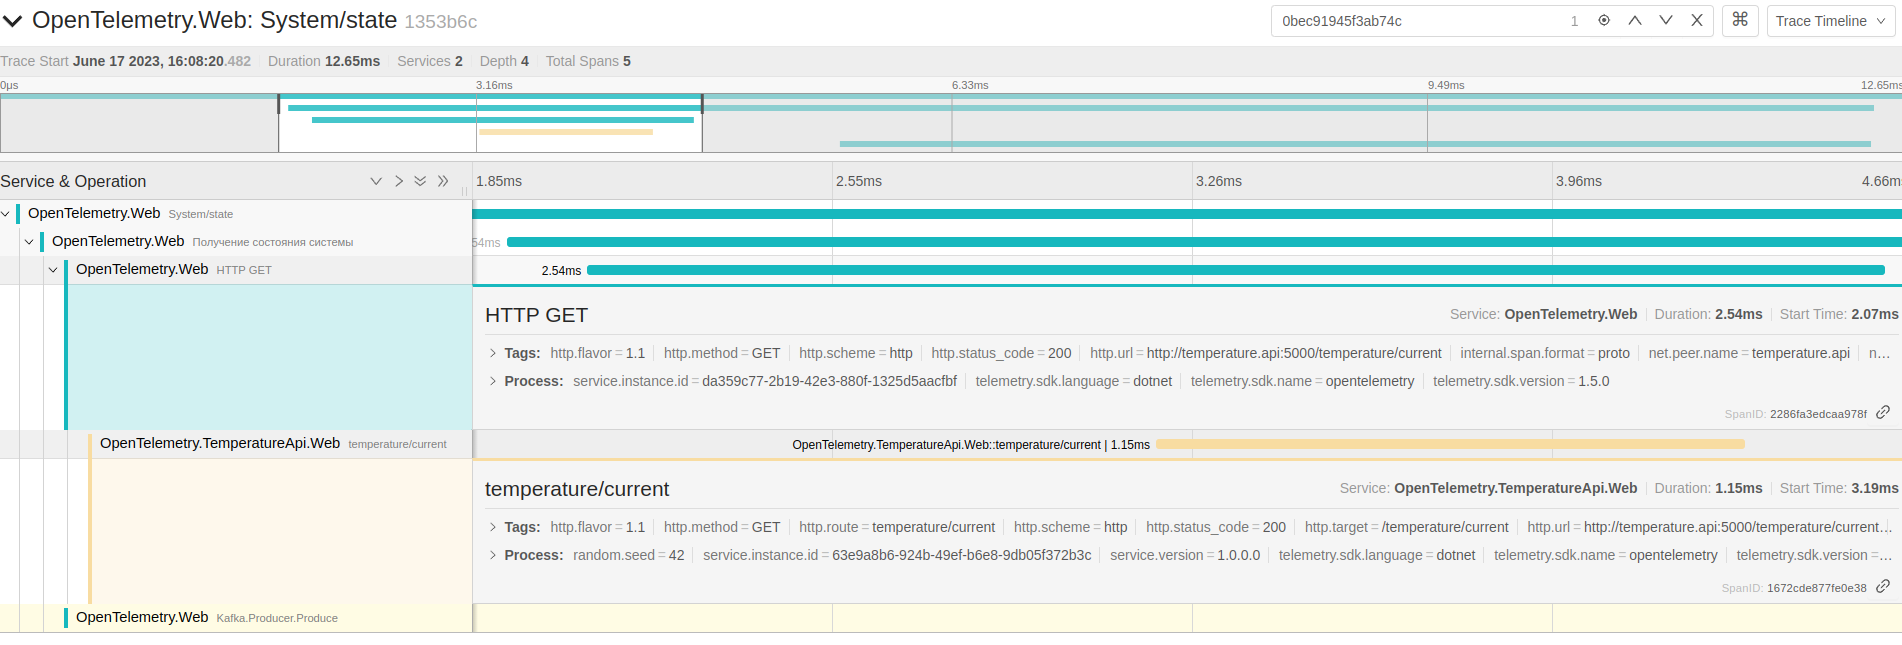 OpenTelemetry.Web: System/state 1353b6c
0bec91945f3ab74c 1
⌘
Trace Timeline
Trace Start June 17 2023, 16:08:20.482 Duration 12.65ms Services 2 Depth 4 Total Spans 5
0μs 3.16ms 6.33ms 9.49ms 12.65ms
Service & Operation 1.85ms 2.55ms 3.26ms 3.96ms 4.66ms
OpenTelemetry.Web System/state
OpenTelemetry.Web Получение состояния системы 54ms
OpenTelemetry.Web HTTP GET 2.54ms
HTTP GET Service: OpenTelemetry.Web Duration: 2.54ms Start Time: 2.07ms
Tags: http.flavor = 1.1 http.method = GET http.scheme = http http.status_code = 200 http.url = http://temperature.api:5000/temperature/current internal.span.format = proto net.peer.name = temperature.api n…
Process: service.instance.id = da359c77-2b19-42e3-880f-1325d5aacfbf telemetry.sdk.language = dotnet telemetry.sdk.name = opentelemetry telemetry.sdk.version = 1.5.0
SpanID: 2286fa3edcaa978f
OpenTelemetry.TemperatureApi.Web temperature/current OpenTelemetry.TemperatureApi.Web::temperature/current | 1.15ms
temperature/current Service: OpenTelemetry.TemperatureApi.Web Duration: 1.15ms Start Time: 3.19ms
Tags: http.flavor = 1.1 http.method = GET http.route = temperature/current http.scheme = http http.status_code = 200 http.target = /temperature/current http.url = http://temperature.api:5000/temperature/current…
Process: random.seed = 42 service.instance.id = 63e9a8b6-924b-49ef-b6e8-9db05f372b3c service.version = 1.0.0.0 telemetry.sdk.language = dotnet telemetry.sdk.name = opentelemetry telemetry.sdk.version =…
SpanID: 1672cde877fe0e38
OpenTelemetry.Web Kafka.Producer.Produce